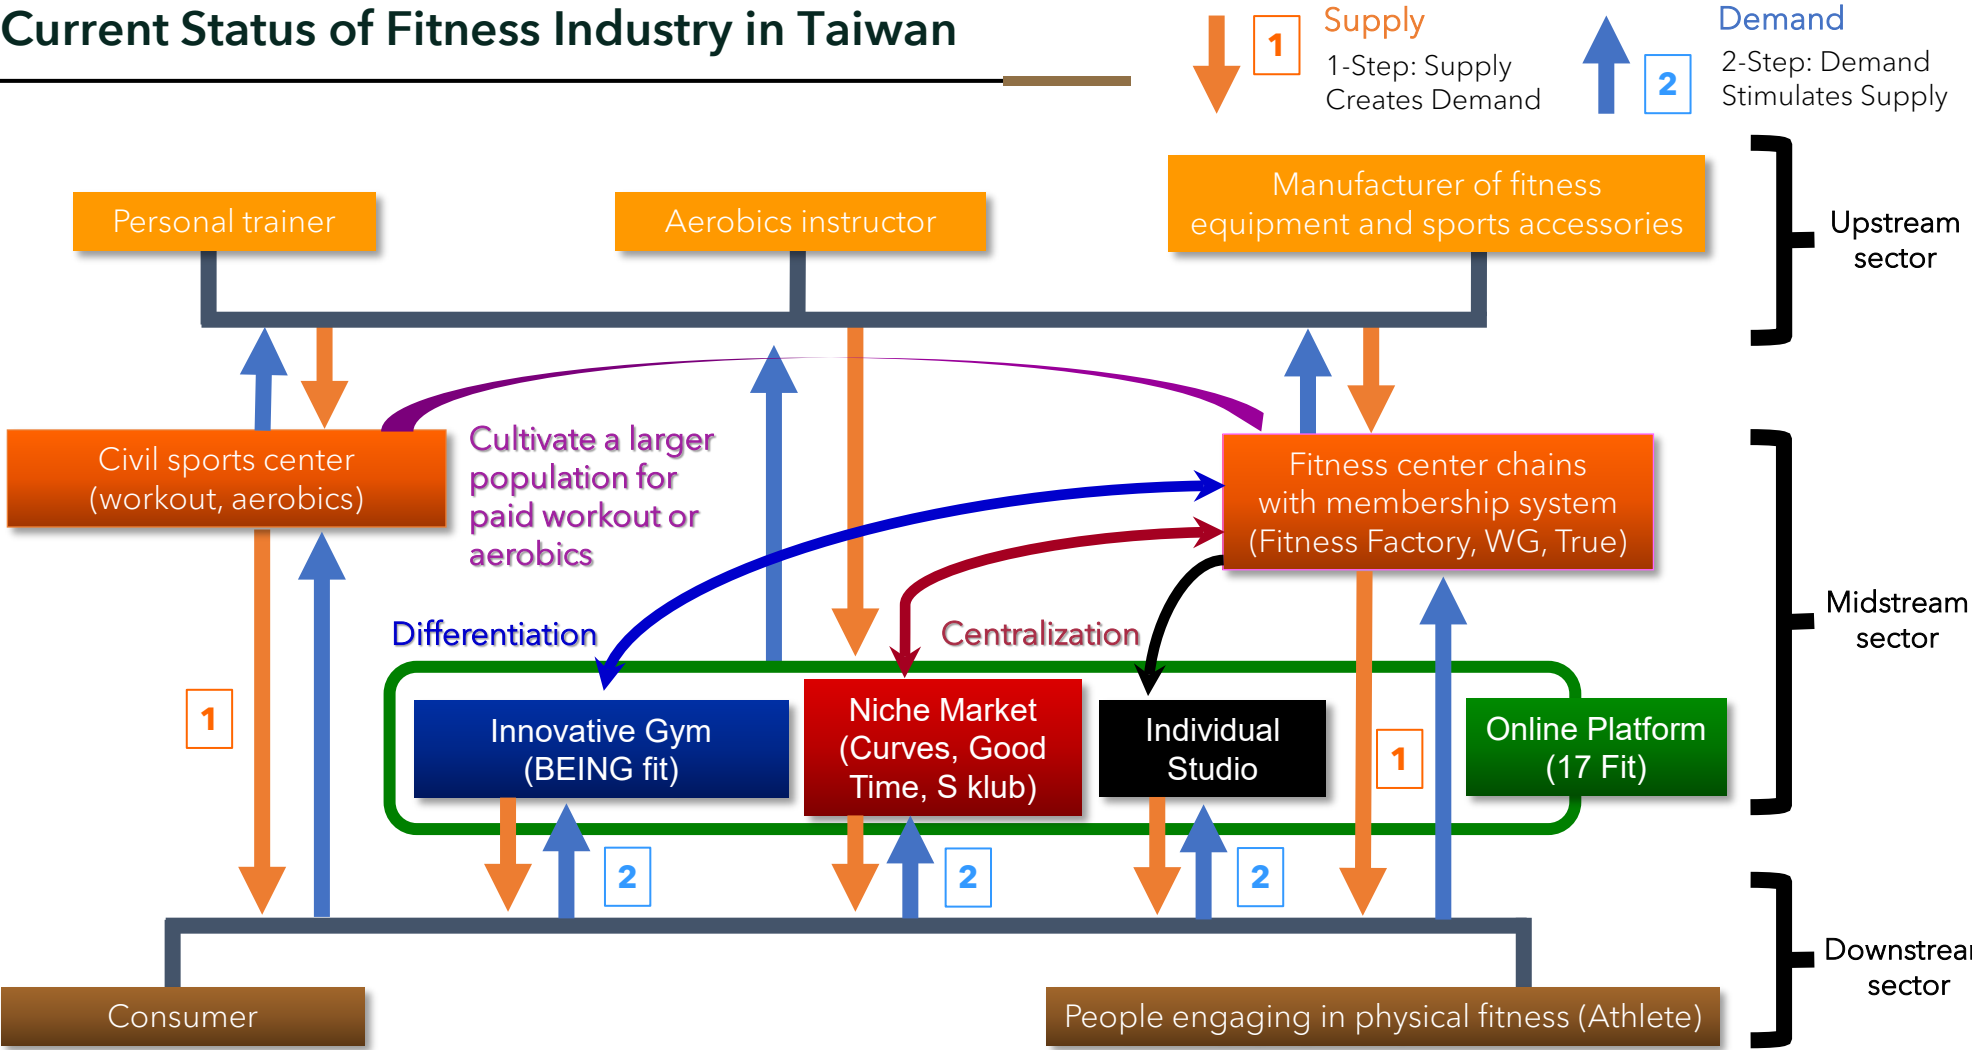 Current Status of Fitness Industry in Taiwan
1
Supply
1-Step: Supply
Creates Demand
2
Demand
2-Step: Demand
Stimulates Supply
Personal trainer
Aerobics instructor
Manufacturer of fitness
equipment and sports accessories
Upstream
sector
Civil sports center
(workout, aerobics)
Cultivate a larger
population for
paid workout or
aerobics
Fitness center chains
with membership system
(Fitness Factory, WG, True)
Differentiation
Centralization
Midstream
sector
1
Innovative Gym
(BEING fit)
Niche Market
(Curves, Good
Time, S klub)
Individual
Studio
1
Online Platform
(17 Fit)
2
2
2
Downstream
sector
Consumer
People engaging in physical fitness (Athlete)